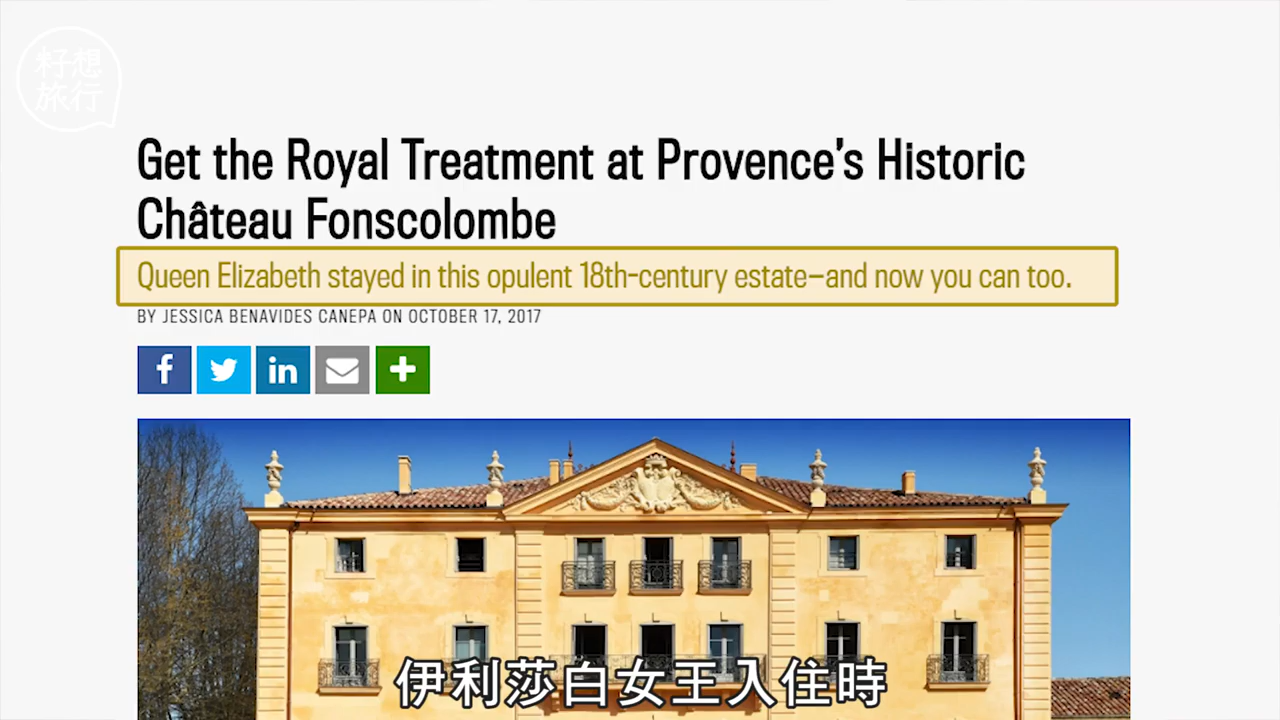 籽想
旅行
Get the Royal Treatment at Provence's Historic
Château Fonscolombe
Queen Elizabeth stayed in this opulent 18th-century estate—and now you can too.
BY JESSICA BENAVIDES CANEPA ON OCTOBER 17, 2017
伊利莎白女王入住時